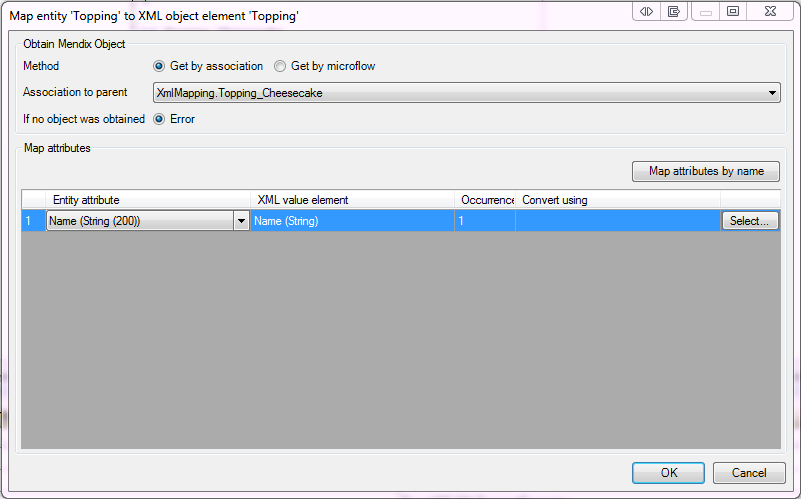 Map entity 'Topping' to XML object element 'Topping'
Obtain Mendix Object
Method Get by association Get by microflow
Association to parent XmlMapping.Topping_Cheesecake
If no object was obtained Error
Map attributes
Map attributes by name
Entity attribute XML value element Occurrence Convert using
1 Name (String (200)) Name (String) 1 Select...
OK Cancel